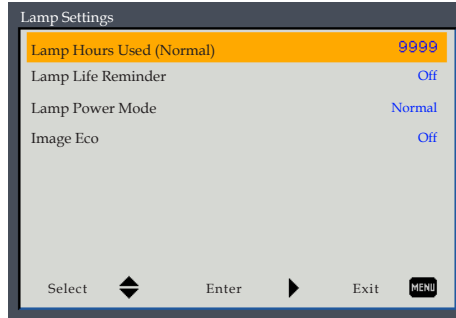 Lamp Settings
Lamp Hours Used (Normal) 9999
Lamp Life Reminder Off
Lamp Power Mode Normal
Image Eco Off
Select Enter Exit MENU